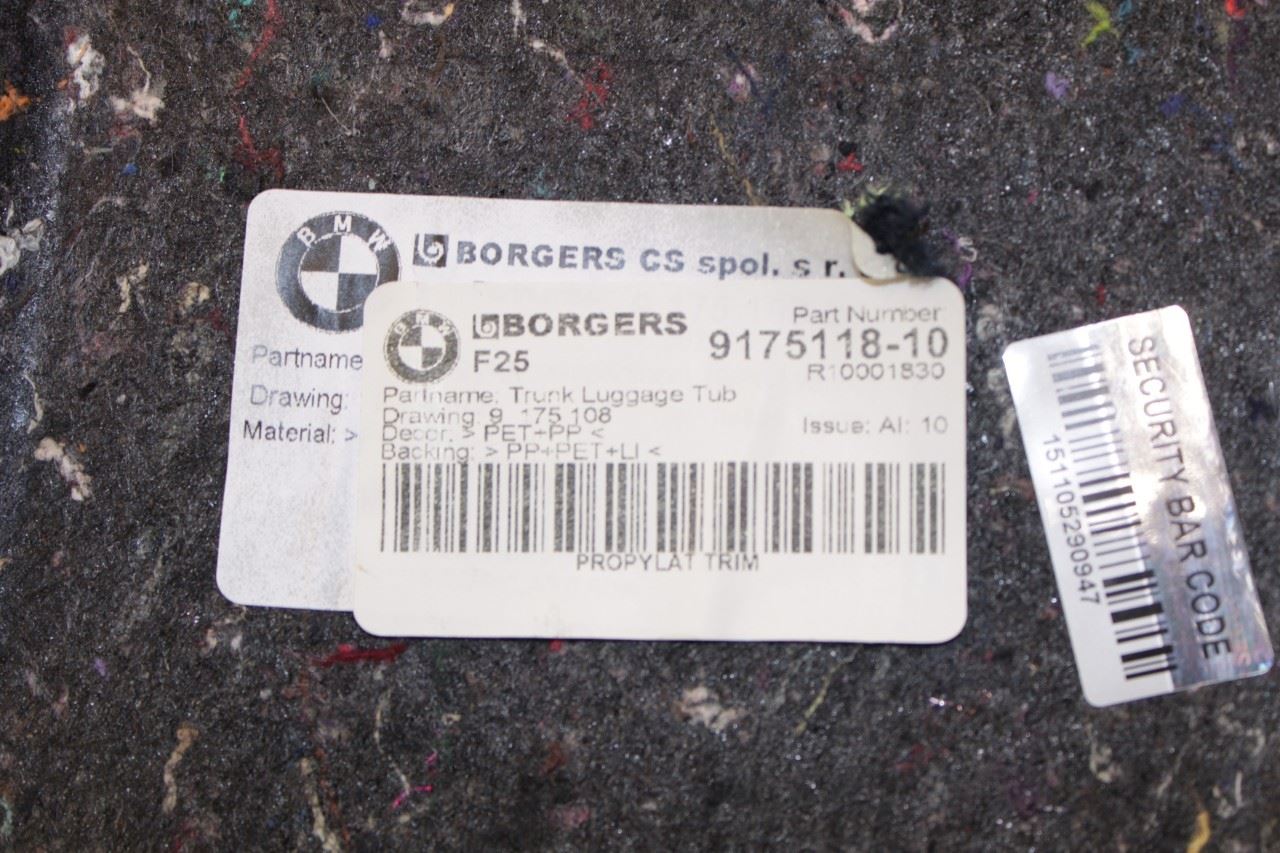 BMW
BORGERS CS spol. s r.
Partname
Drawing:
Material: >
BMW
BORGERS
F25
Part Number:
9175118-10
R10001830
Partname: Trunk Luggage Tub
Drawing 9 175 108
Decor: > PET+PP <
Issue: AI: 10
Backing: > PP+PET+LI <
PROPYLAT TRIM
SECURITY BAR CODE
151105290947